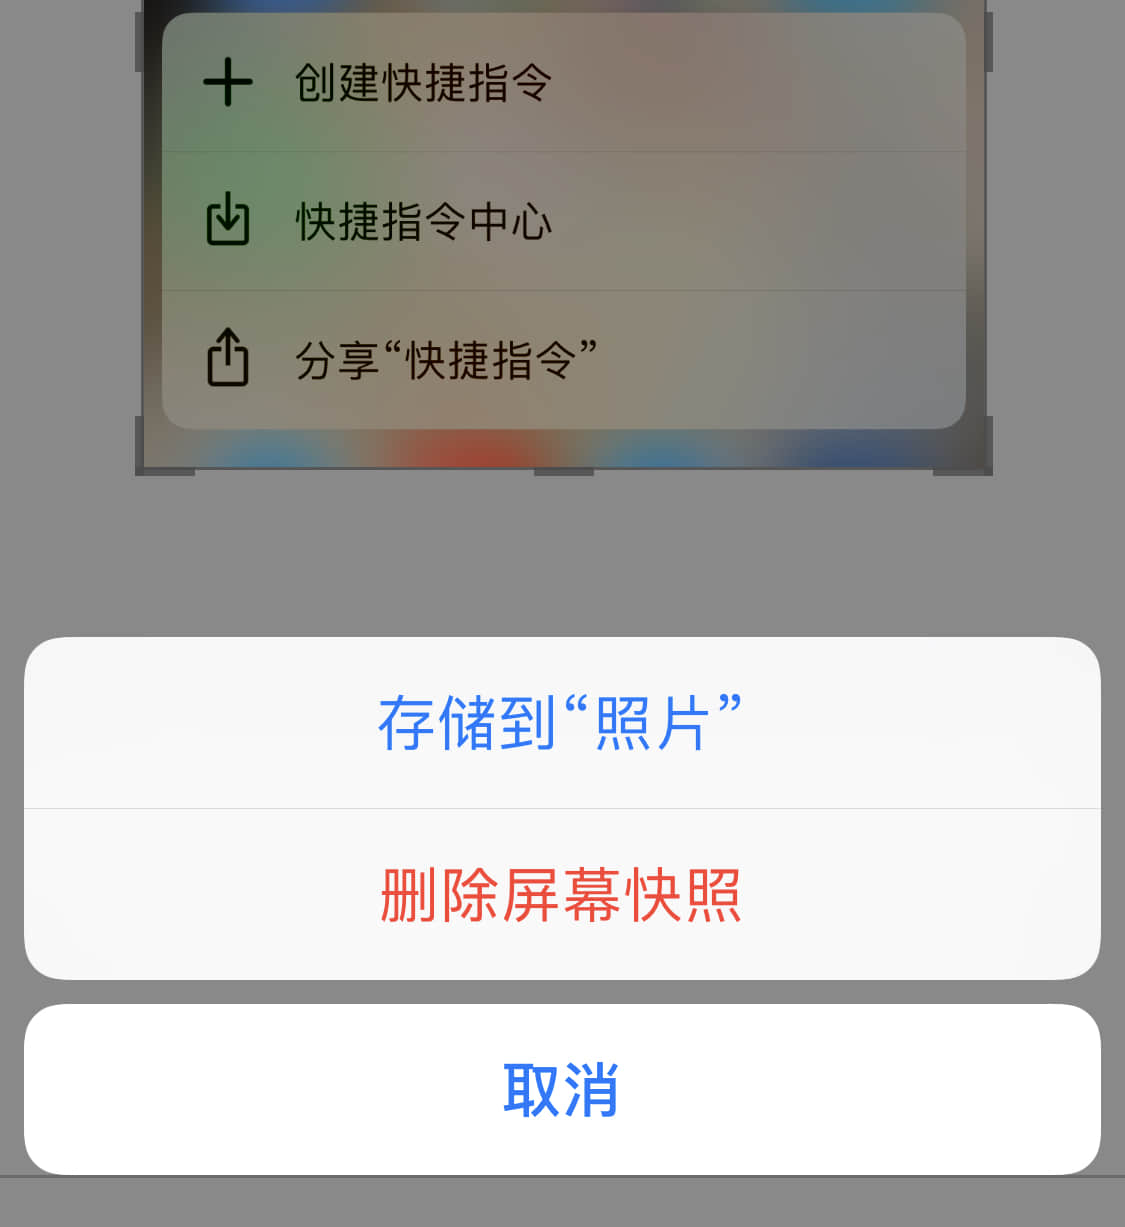 创建快捷指令
快捷指令中心
分享“快捷指令”
存储到“照片”
删除屏幕快照
取消